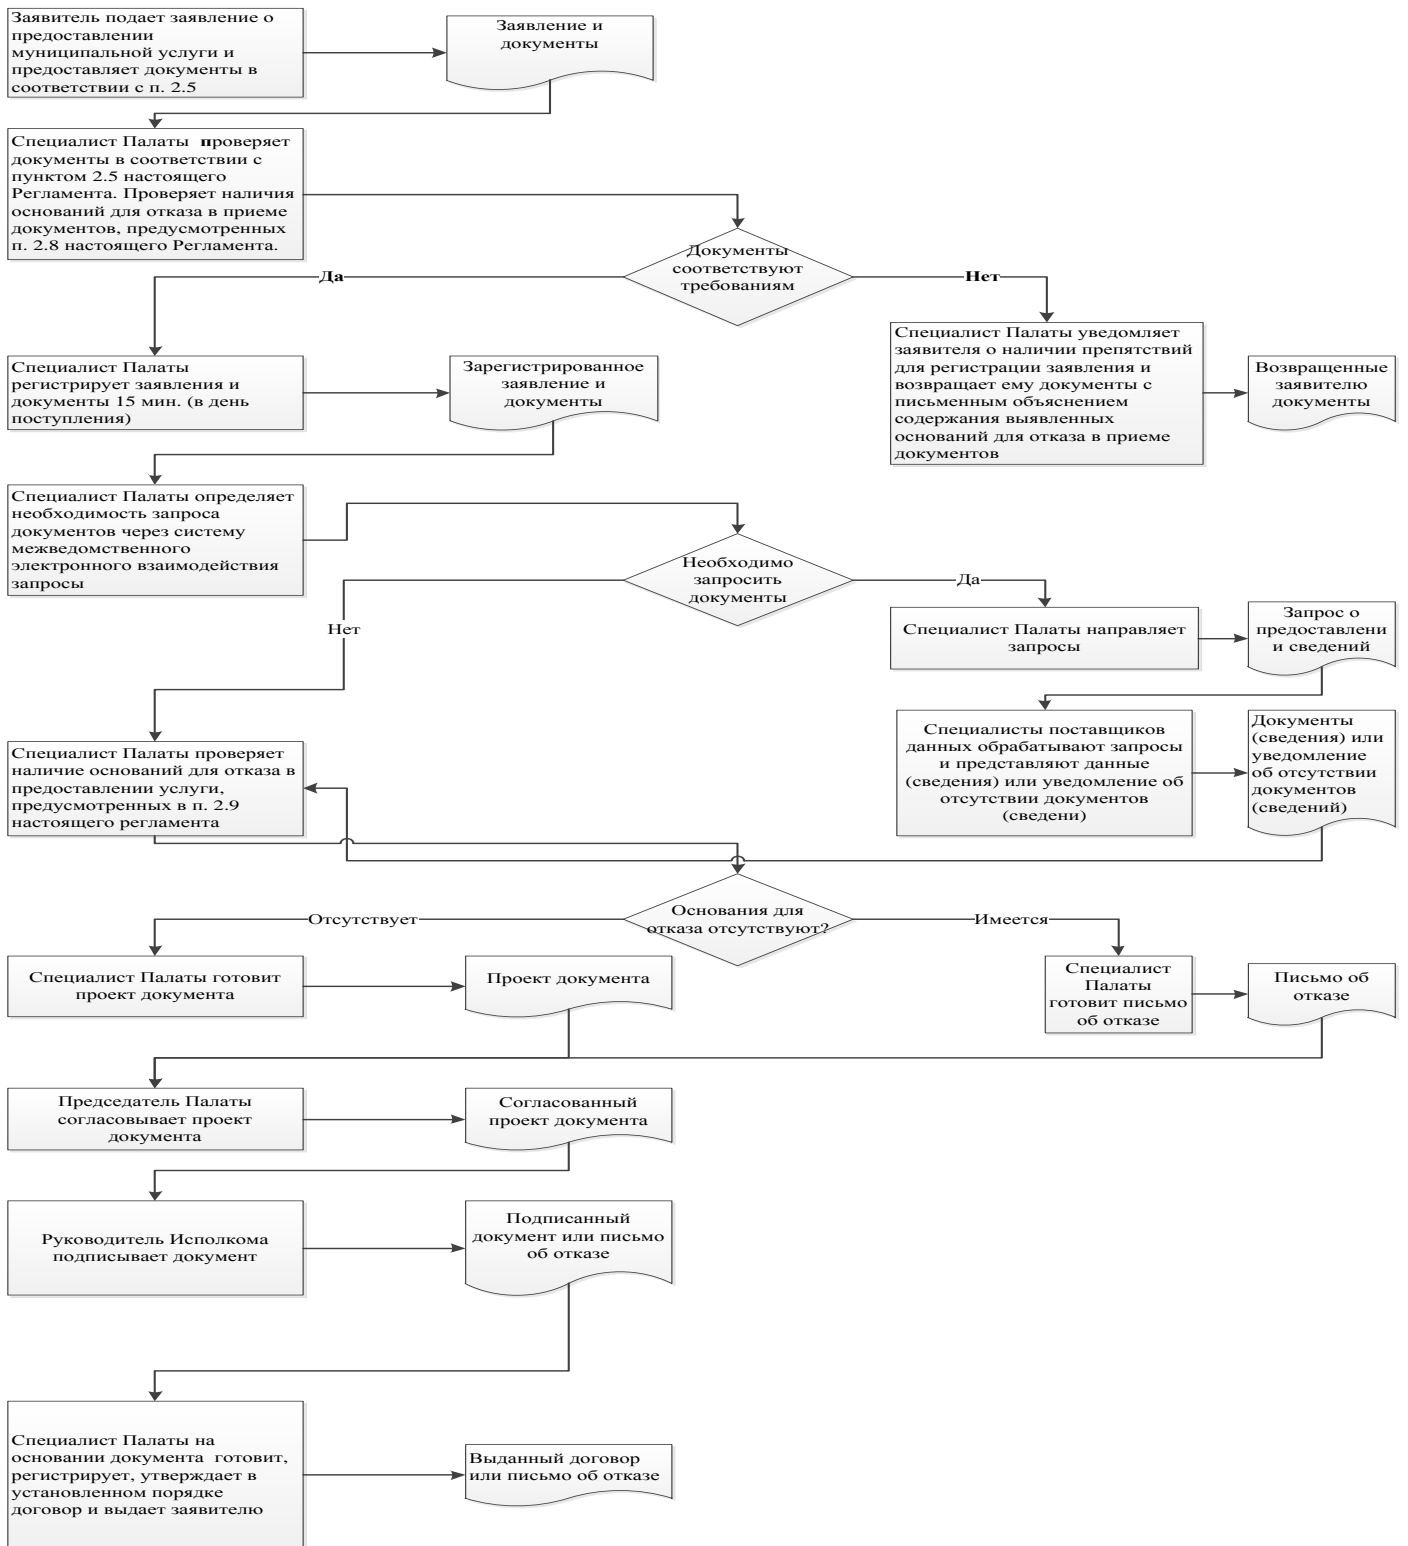 Заявитель подает заявление о
предоставлении
муниципальной услуги и
предоставляет документы в
соответствии с п. 2.5
Заявление и
документы
Специалист Палаты  проверяет
документы в соответствии с
пунктом 2.5 настоящего
Регламента. Проверяет наличия
оснований для отказа в приеме
документов, предусмотренных
п. 2.8 настоящего Регламента.
Документы
соответствуют
требованиям
Да
Нет
Специалист Палаты
регистрирует заявления и
документы 15 мин. (в день
поступления)
Зарегистрированное
заявление и
документы
Специалист Палаты уведомляет
заявителя о наличии препятствий
для регистрации заявления и
возвращает ему документы с
письменным объяснением
содержания выявленных
оснований для отказа в приеме
документов
Возвращенные
заявителю
документы
Специалист Палаты определяет
необходимость запроса
документов через систему
межведомственного
электронного взаимодействия
запросы
Необходимо
запросить
документы
Да
Нет
Специалист Палаты направляет
запросы
Запрос о
предоставлени
и сведений
Специалист Палаты проверяет
наличие оснований для отказа в
предоставлении услуги,
предусмотренных в п. 2.9
настоящего регламента
Специалисты поставщиков
данных обрабатывают запросы
и представляют данные
(сведения) или уведомление об
отсутствии документов
(сведени)
Документы
(сведения) или
уведомление
об отсутствии
документов
(сведений)
Основания для
отказа отсутствуют?
Отсутствует
Имеется
Специалист Палаты готовит
проект документа
Проект документа
Специалист
Палаты
готовит письмо
об отказе
Письмо об
отказе
Председатель Палаты
согласовывает проект
документа
Согласованный
проект документа
Руководитель Исполкома
подписывает документ
Подписанный
документ или письмо
об отказе
Специалист Палаты на
основании документа  готовит,
регистрирует, утверждает в
установленном порядке
договор и выдает заявителю
Выданный договор
или письмо об отказе